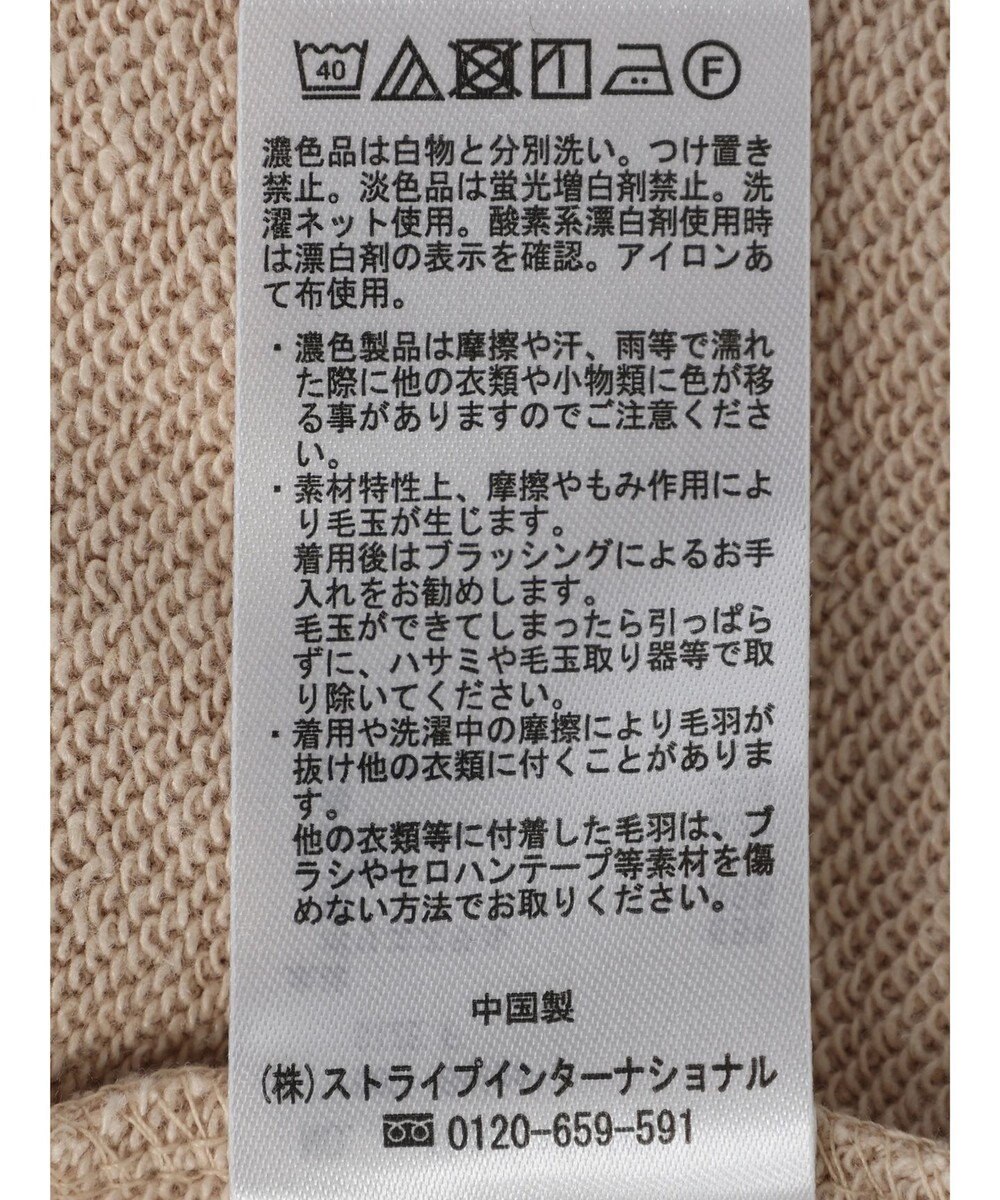 40 F
濃色品は白物と分別洗い。つけ置き
禁止。淡色品は蛍光増白剤禁止。洗
濯ネット使用。酸素系漂白剤使用時
は漂白剤の表示を確認。アイロンあ
て布使用。
・濃色製品は摩擦や汗、雨等で濡れ
た際に他の衣類や小物類に色が移
る事がありますのでご注意くださ
い。
・素材特性上、摩擦やもみ作用によ
り毛玉が生じます。
着用後はブラッシングによるお手
入れをお勧めします。
毛玉ができてしまったら引っぱら
ずに、ハサミや毛玉取り器等で取
り除いてください。
・着用や洗濯中の摩擦により毛羽が
抜け他の衣類に付くことがありま
す。
他の衣類等に付着した毛羽は、ブ
ラシやセロハンテープ等素材を傷
めない方法でお取りください。
中国製
(株)ストライプインターナショナル
0120-659-591